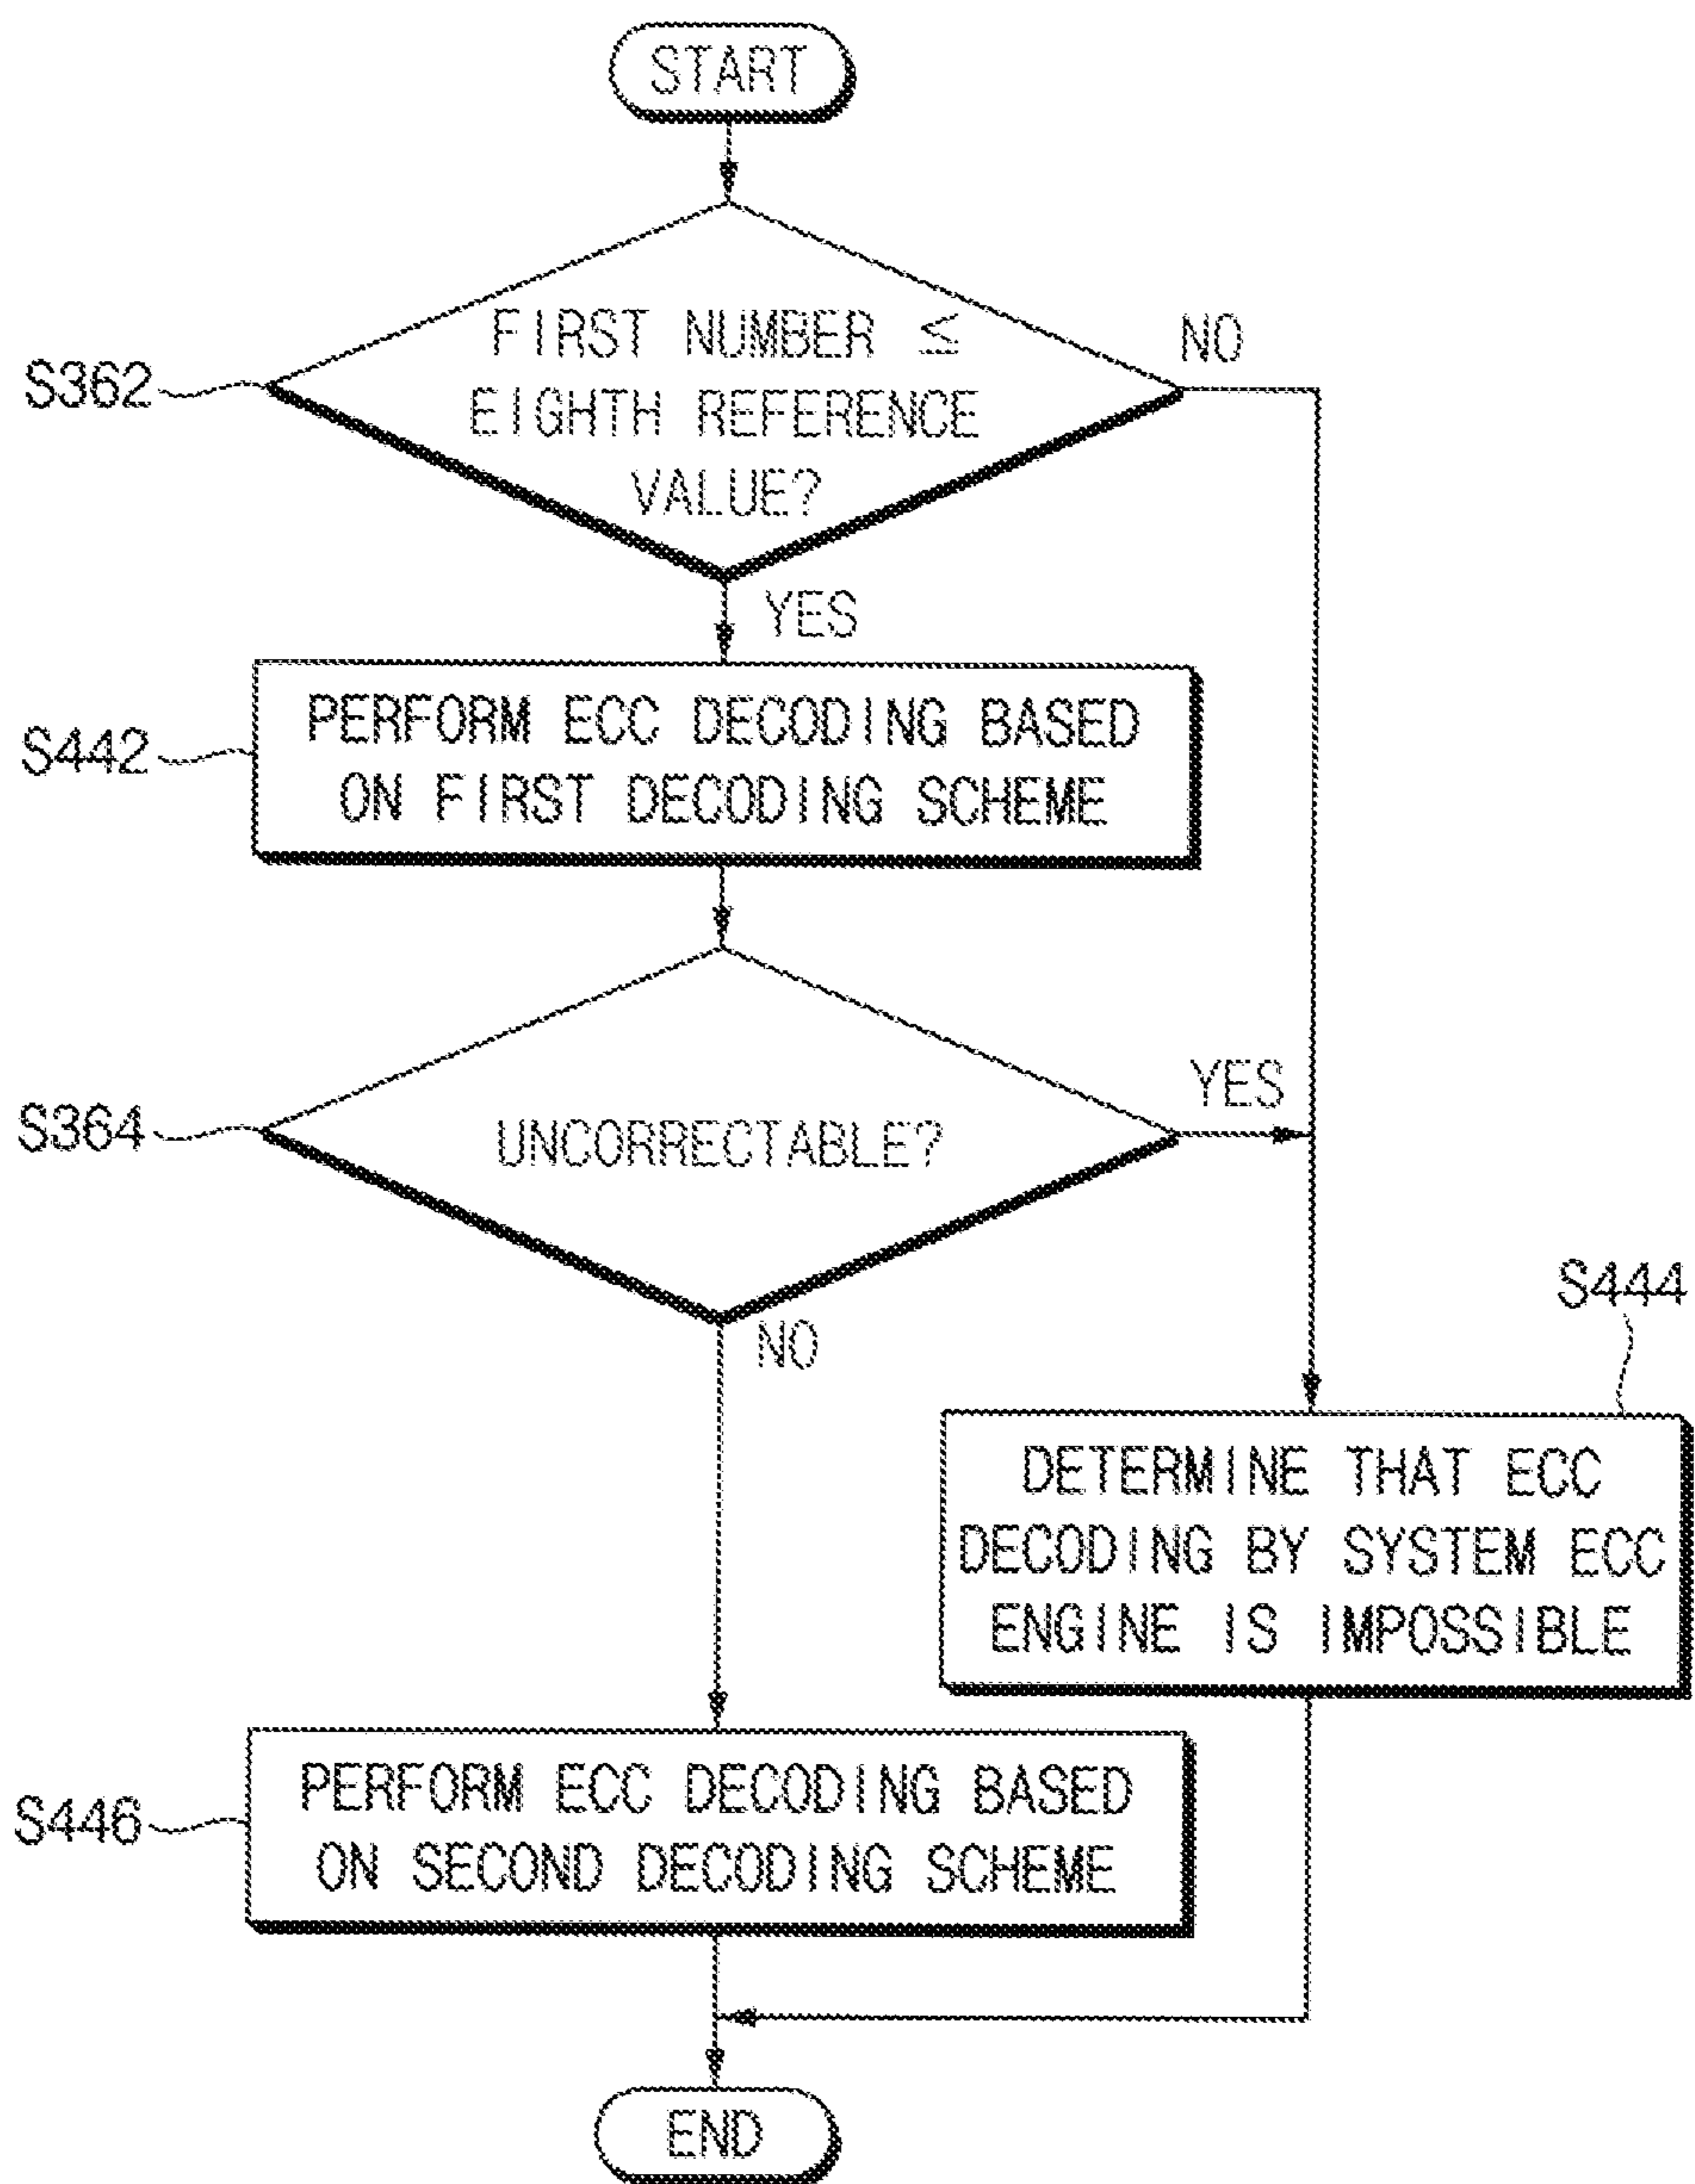 START
S362
FIRST NUMBER ≤
EIGHTH REFERENCE
VALUE?
NO
YES
S442
PERFORM ECC DECODING BASED
ON FIRST DECODING SCHEME
S364
UNCORRECTABLE?
YES
NO
S444
DETERMINE THAT ECC
DECODING BY SYSTEM ECC
ENGINE IS IMPOSSIBLE
S446
PERFORM ECC DECODING BASED
ON SECOND DECODING SCHEME
END